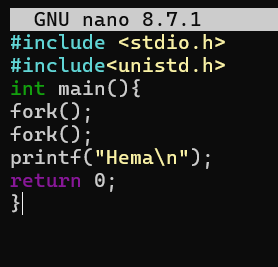 GNU nano 8.7.1
#include <stdio.h>
#include<unistd.h>
int main(){
fork();
fork();
printf("Hema\n");
return 0;
}